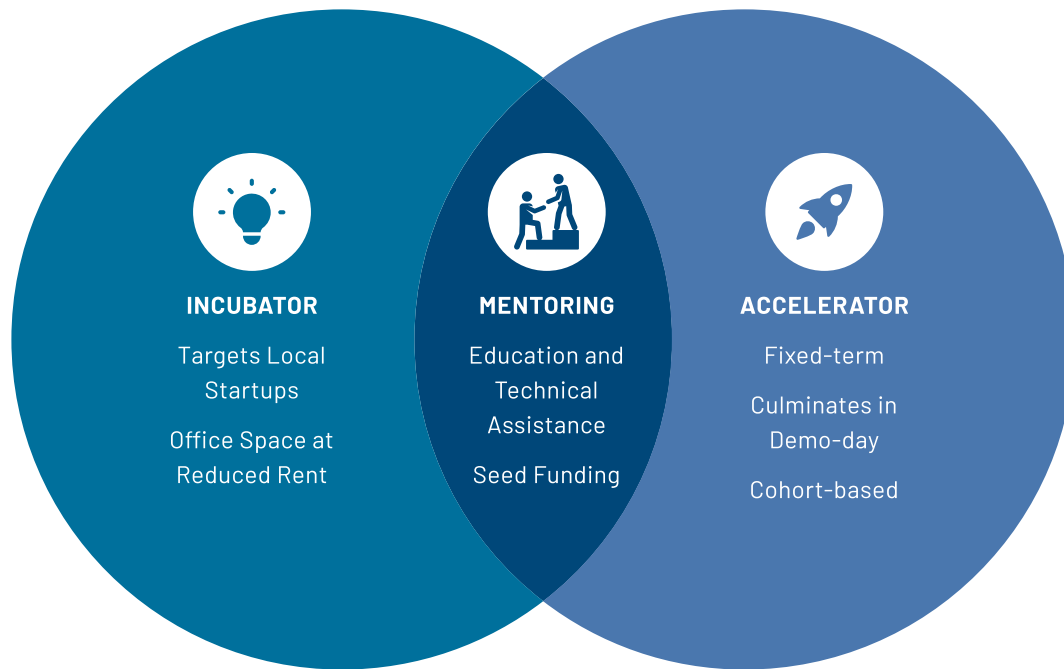 INCUBATOR
Targets Local
Startups
Office Space at
Reduced Rent
MENTORING
Education and
Technical
Assistance
Seed Funding
ACCELERATOR
Fixed-term
Culminates in
Demo-day
Cohort-based